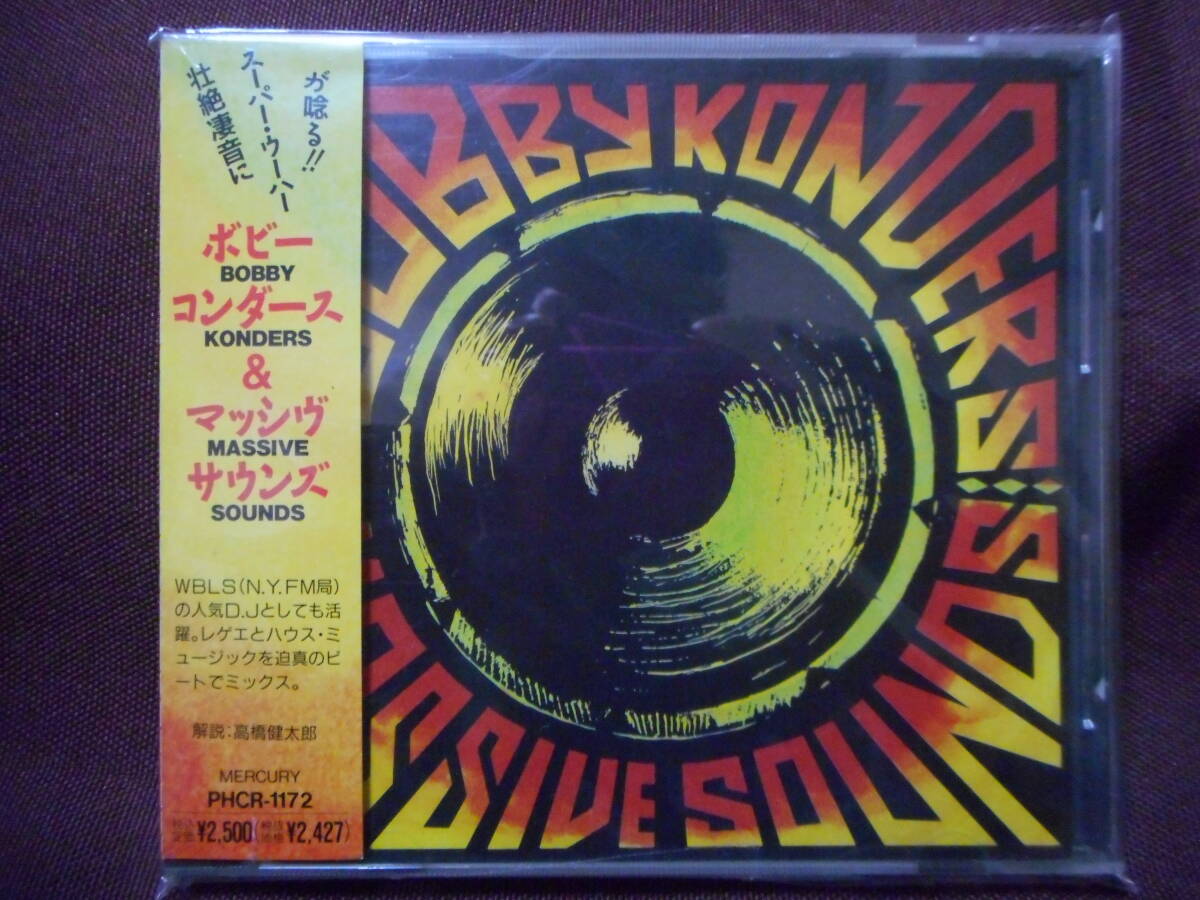 壮絶凄音に
スーパー・ウーハー
が唸る!!
ボビー
BOBBY
コンダース
KONDERS
&
マッシヴ
MASSIVE
サウンズ
SOUNDS
WBLS(N.Y.FM局)
の人気D.Jとしても活
躍。レゲエとハウス・ミ
ュージックを迫真のビ
ートでミックス。
解説:高橋健太郎
MERCURY
PHCR-1172
¥2,500( ¥2,427)
BBY KONDERS
SSIVE SOUNDS